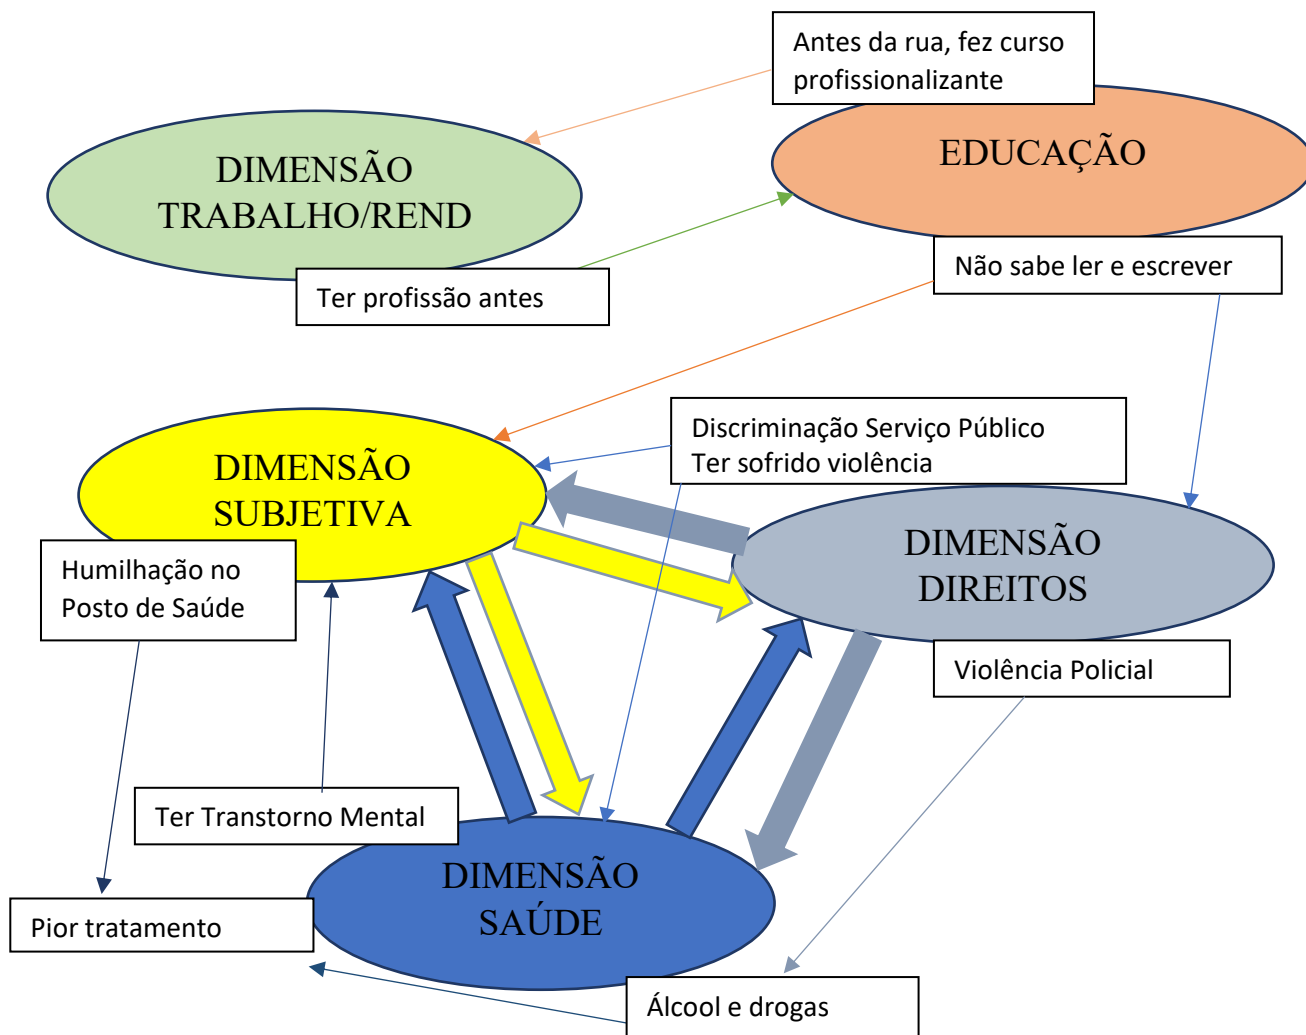 Antes da rua, fez curso
profissionalizante
DIMENSÃO
TRABALHO/REND
EDUCAÇÃO
Ter profissão antes
Não sabe ler e escrever
Discriminação Serviço Público
Ter sofrido violência
DIMENSÃO
SUBJETIVA
DIMENSÃO
DIREITOS
Humilhação no
Posto de Saúde
Violência Policial
Ter Transtorno Mental
DIMENSÃO
SAÚDE
Pior tratamento
Álcool e drogas